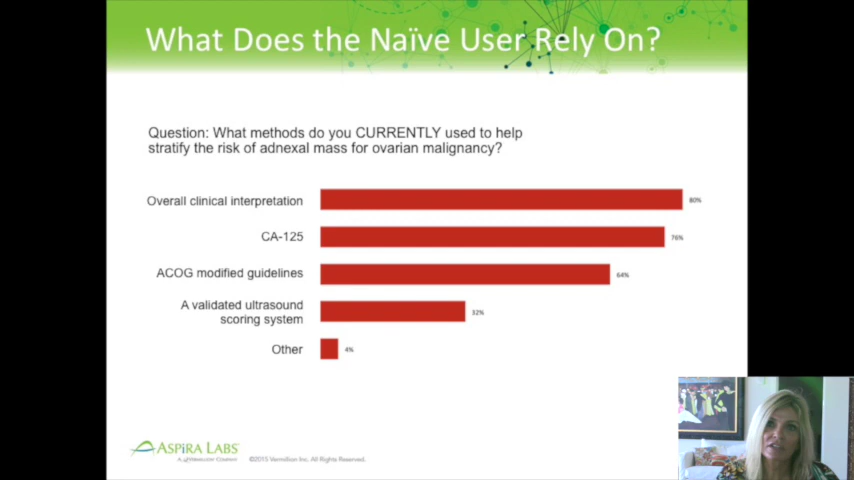 What Does the Naïve User Rely On?
Question: What methods do you CURRENTLY used to help
stratify the risk of adnexal mass for ovarian malignancy?
Overall clinical interpretation
80%
CA-125
76%
ACOG modified guidelines
64%
A validated ultrasound
scoring system
32%
Other
4%
ASPiRA LABS
A Vermillion Company
©2015 Vermillion Inc. All Rights Reserved.